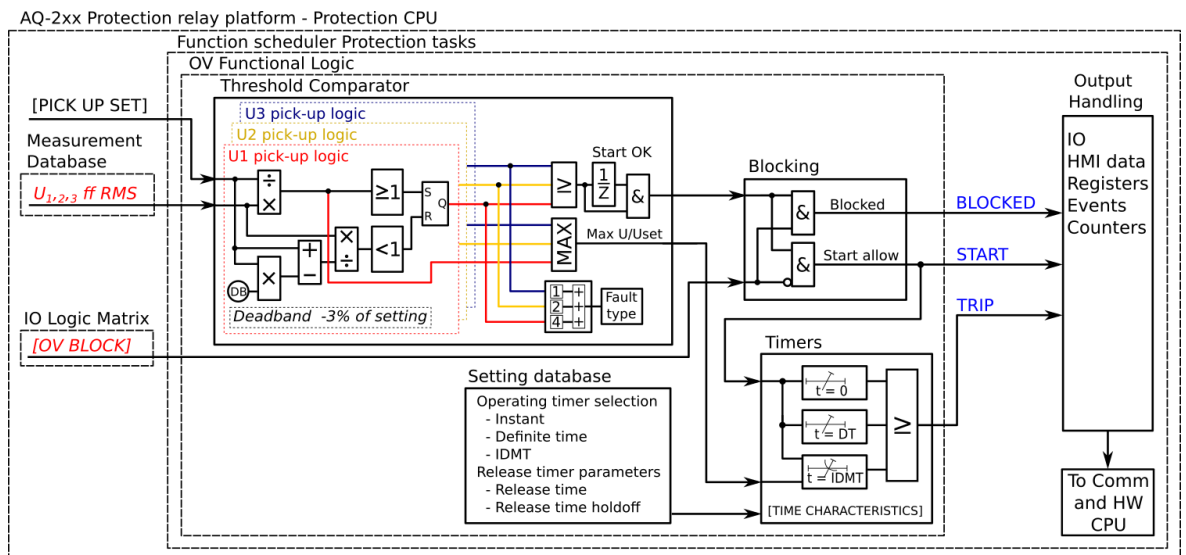 AQ-2xx Protection relay platform - Protection CPU
Function scheduler Protection tasks
OV Functional Logic
Threshold Comparator
[PICK UP SET]
Measurement
Database
U1,2,3 ff RMS
IO Logic Matrix
[OV BLOCK]
U3 pick-up logic
U2 pick-up logic
U1 pick-up logic
÷
×
≥1
S
Q
R
×
÷
<1
+
−
×
DB
Deadband -3% of setting
≥
Start OK
1
Z
&
MAX
Max U/Uset
1 +
2 +
4 +
Fault
type
Blocking
&
Blocked
&
Start allow
BLOCKED
START
TRIP
Timers
t = 0
t = DT
t = IDMT
≥
[TIME CHARACTERISTICS]
Setting database
Operating timer selection
- Instant
- Definite time
- IDMT
Release timer parameters
- Release time
- Release time holdoff
Output
Handling
IO
HMI data
Registers
Events
Counters
To Comm
and HW
CPU